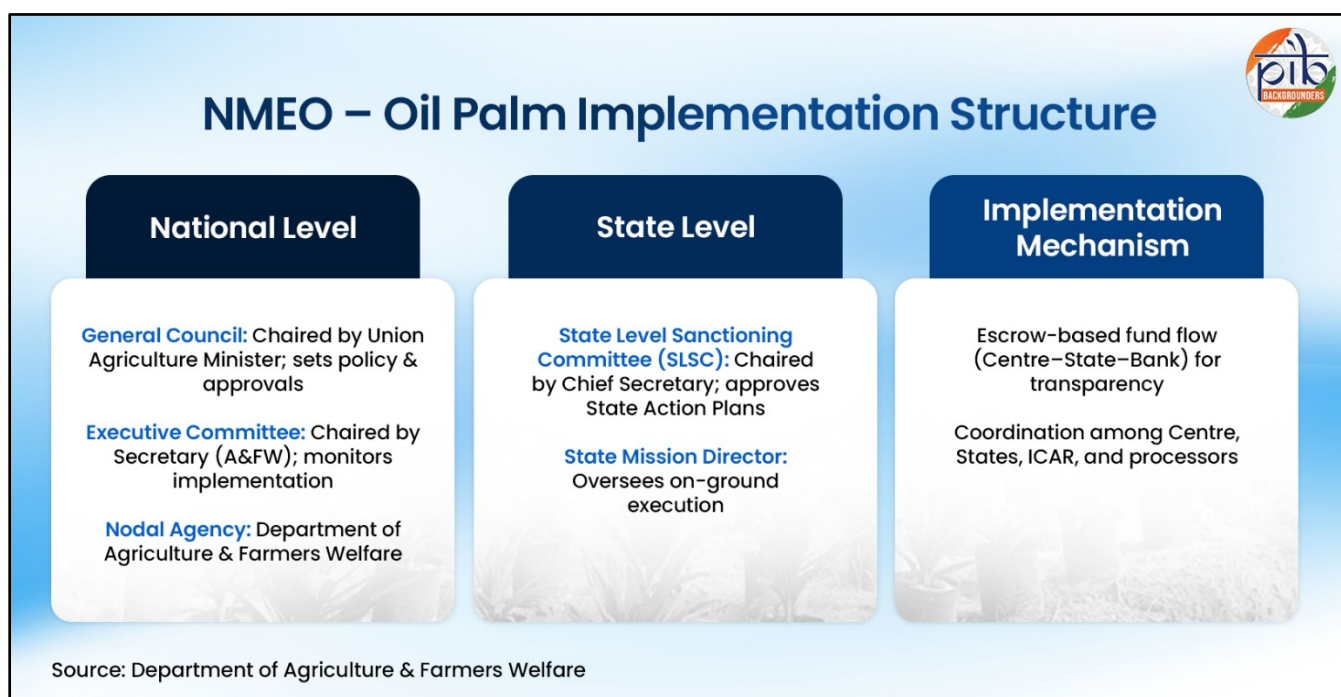 pib
BACKGROUNDERS
NMEO – Oil Palm Implementation Structure
National Level
General Council: Chaired by Union
Agriculture Minister; sets policy &
approvals
Executive Committee: Chaired by
Secretary (A&FW); monitors
implementation
Nodal Agency: Department of
Agriculture & Farmers Welfare
State Level
State Level Sanctioning
Committee (SLSC): Chaired
by Chief Secretary; approves
State Action Plans
State Mission Director:
Oversees on-ground
execution
Implementation
Mechanism
Escrow-based fund flow
(Centre–State–Bank) for
transparency
Coordination among Centre,
States, ICAR, and processors
Source: Department of Agriculture & Farmers Welfare